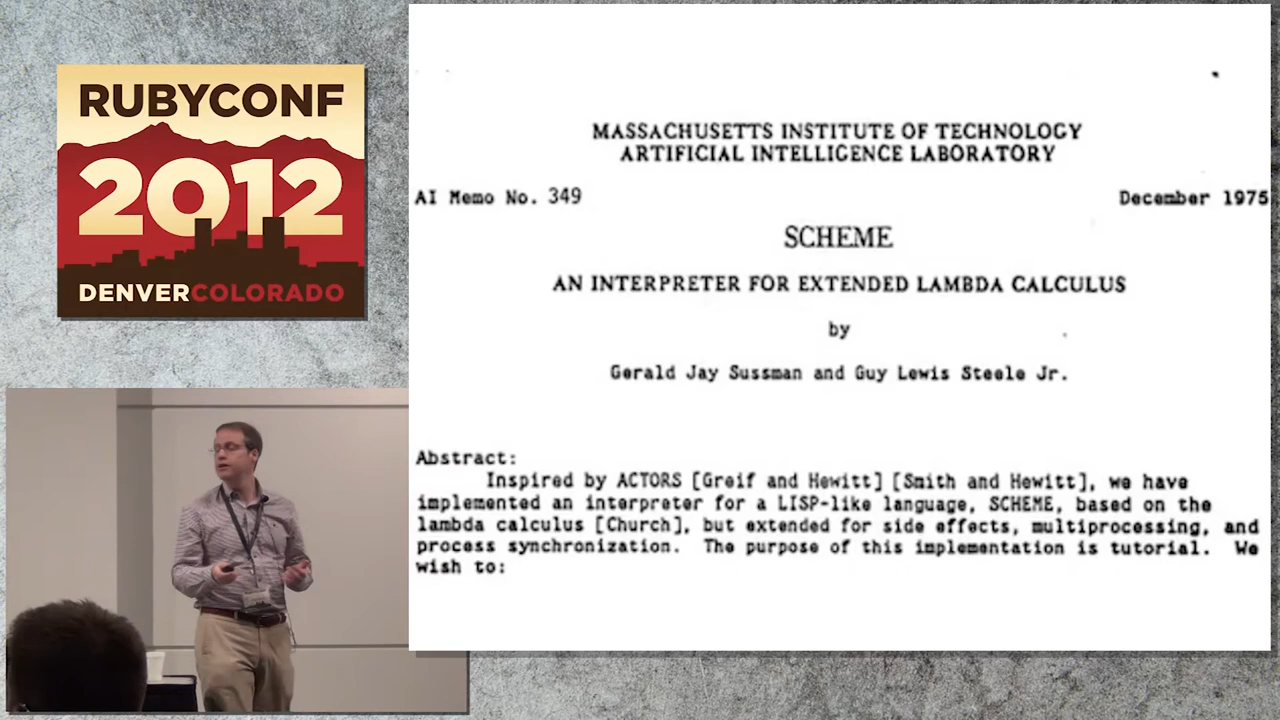 RUBYCONF
2012
DENVERCOLORADO
MASSACHUSETTS INSTITUTE OF TECHNOLOGY
ARTIFICIAL INTELLIGENCE LABORATORY
AI Memo No. 349
December 1975
SCHEME
AN INTERPRETER FOR EXTENDED LAMBDA CALCULUS
by
Gerald Jay Sussman and Guy Lewis Steele Jr.
Abstract:
Inspired by ACTORS [Greif and Hewitt] [Smith and Hewitt], we have
implemented an interpreter for a LISP-like language, SCHEME, based on the
lambda calculus [Church], but extended for side effects, multiprocessing, and
process synchronization. The purpose of this implementation is tutorial. We
wish to: